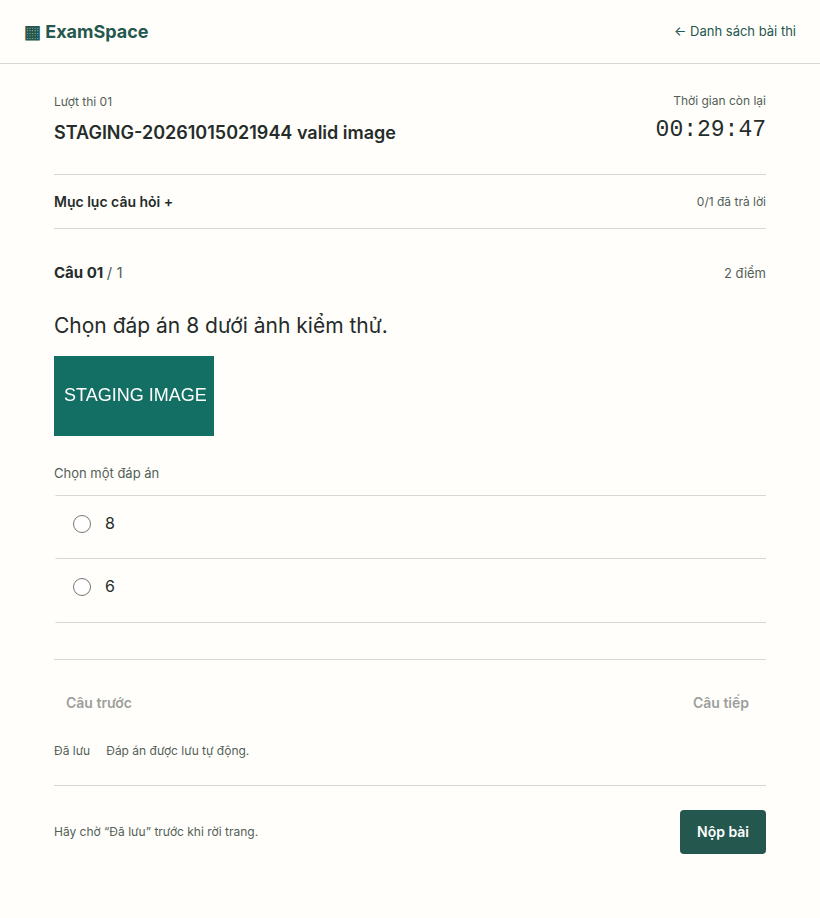 ExamSpace
← Danh sách bài thi
Lượt thi 01
Thời gian còn lại
STAGING-20261015021944 valid image
00:29:47
Mục lục câu hỏi +
0/1 đã trả lời
Câu 01 / 1
2 điểm
Chọn đáp án 8 dưới ảnh kiểm thử.
STAGING IMAGE
Chọn một đáp án
8
6
Câu trước
Câu tiếp
Đã lưu Đáp án được lưu tự động.
Hãy chờ “Đã lưu” trước khi rời trang.
Nộp bài